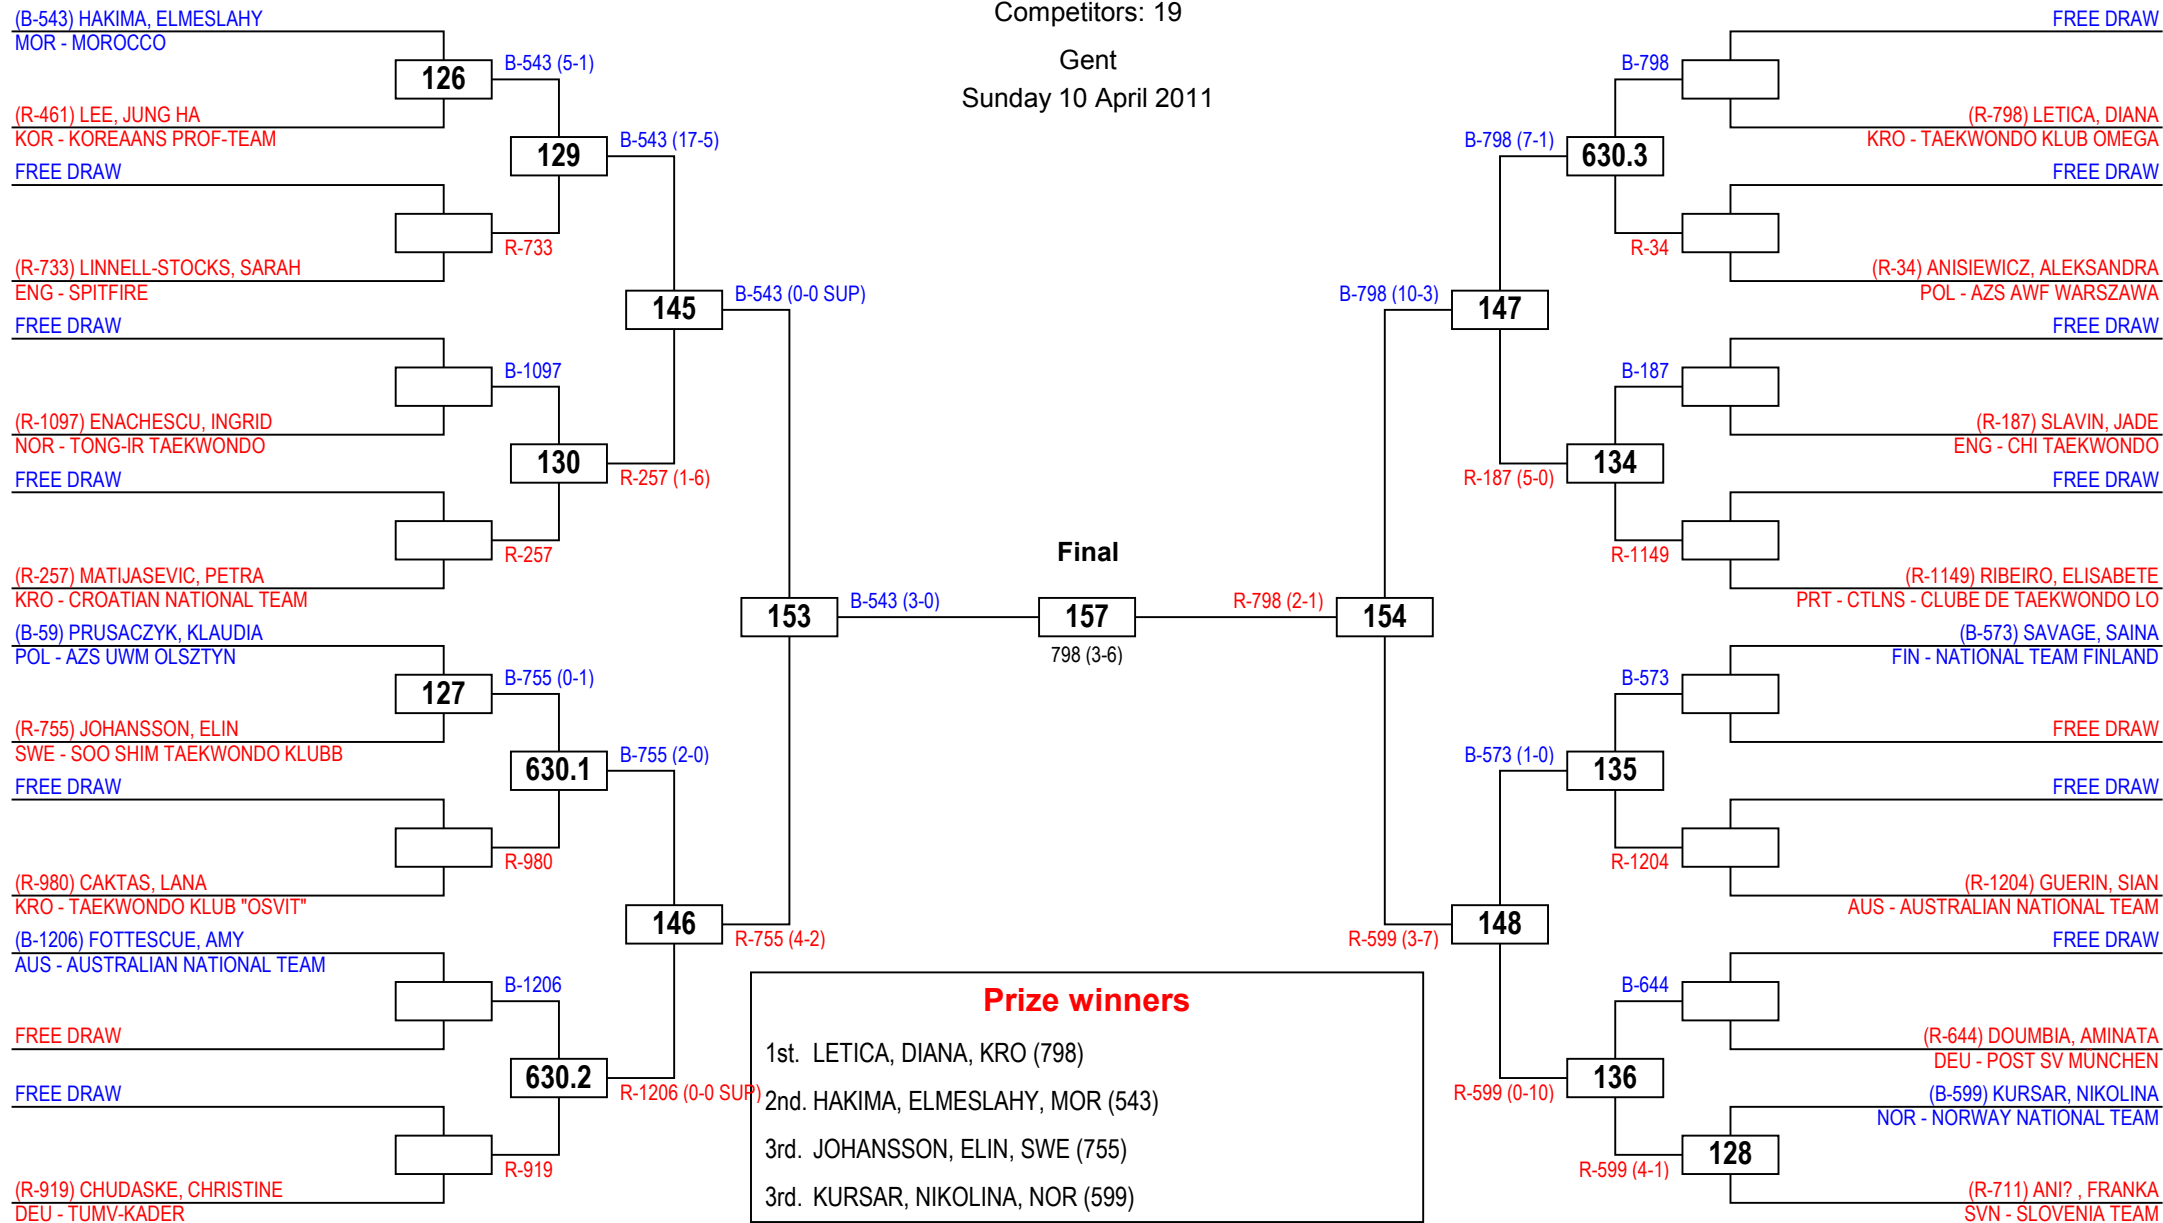 Competitors: 19
Gent
Sunday 10 April 2011
(B-543) HAKIMA, ELMESLAHY
MOR - MOROCCO
126
B-543 (5-1)
(R-461) LEE, JUNG HA
KOR - KOREAANS PROF-TEAM
129
B-543 (17-5)
FREE DRAW
R-733
(R-733) LINNELL-STOCKS, SARAH
ENG - SPITFIRE
145
B-543 (0-0 SUP)
FREE DRAW
B-1097
(R-1097) ENACHESCU, INGRID
NOR - TONG-IR TAEKWONDO
130
R-257 (1-6)
FREE DRAW
R-257
(R-257) MATIJASEVIC, PETRA
KRO - CROATIAN NATIONAL TEAM
153
B-543 (3-0)
(B-59) PRUSACZYK, KLAUDIA
POL - AZS UWM OLSZTYN
127
B-755 (0-1)
(R-755) JOHANSSON, ELIN
SWE - SOO SHIM TAEKWONDO KLUBB
630.1
B-755 (2-0)
FREE DRAW
R-980
(R-980) CAKTAS, LANA
KRO - TAEKWONDO KLUB "OSVIT"
146
R-755 (4-2)
(B-1206) FOTTESCUE, AMY
AUS - AUSTRALIAN NATIONAL TEAM
B-1206
FREE DRAW
630.2
R-1206 (0-0 SUP)
FREE DRAW
R-919
(R-919) CHUDASKE, CHRISTINE
DEU - TUMV-KADER
Final
157
798 (3-6)
FREE DRAW
B-798
(R-798) LETICA, DIANA
KRO - TAEKWONDO KLUB OMEGA
B-798 (7-1)
630.3
FREE DRAW
R-34
(R-34) ANISIEWICZ, ALEKSANDRA
POL - AZS AWF WARSZAWA
B-798 (10-3)
147
FREE DRAW
B-187
(R-187) SLAVIN, JADE
ENG - CHI TAEKWONDO
R-187 (5-0)
134
FREE DRAW
R-1149
(R-1149) RIBEIRO, ELISABETE
PRT - CTLNS - CLUBE DE TAEKWONDO LO
R-798 (2-1)
154
(B-573) SAVAGE, SAINA
FIN - NATIONAL TEAM FINLAND
B-573
FREE DRAW
B-573 (1-0)
135
FREE DRAW
R-1204
(R-1204) GUERIN, SIAN
AUS - AUSTRALIAN NATIONAL TEAM
R-599 (3-7)
148
FREE DRAW
B-644
(R-644) DOUMBIA, AMINATA
DEU - POST SV MÜNCHEN
R-599 (0-10)
136
(B-599) KURSAR, NIKOLINA
NOR - NORWAY NATIONAL TEAM
R-599 (4-1)
128
(R-711) ANI? , FRANKA
SVN - SLOVENIA TEAM
Prize winners
1st. LETICA, DIANA, KRO (798)
2nd. HAKIMA, ELMESLAHY, MOR (543)
3rd. JOHANSSON, ELIN, SWE (755)
3rd. KURSAR, NIKOLINA, NOR (599)